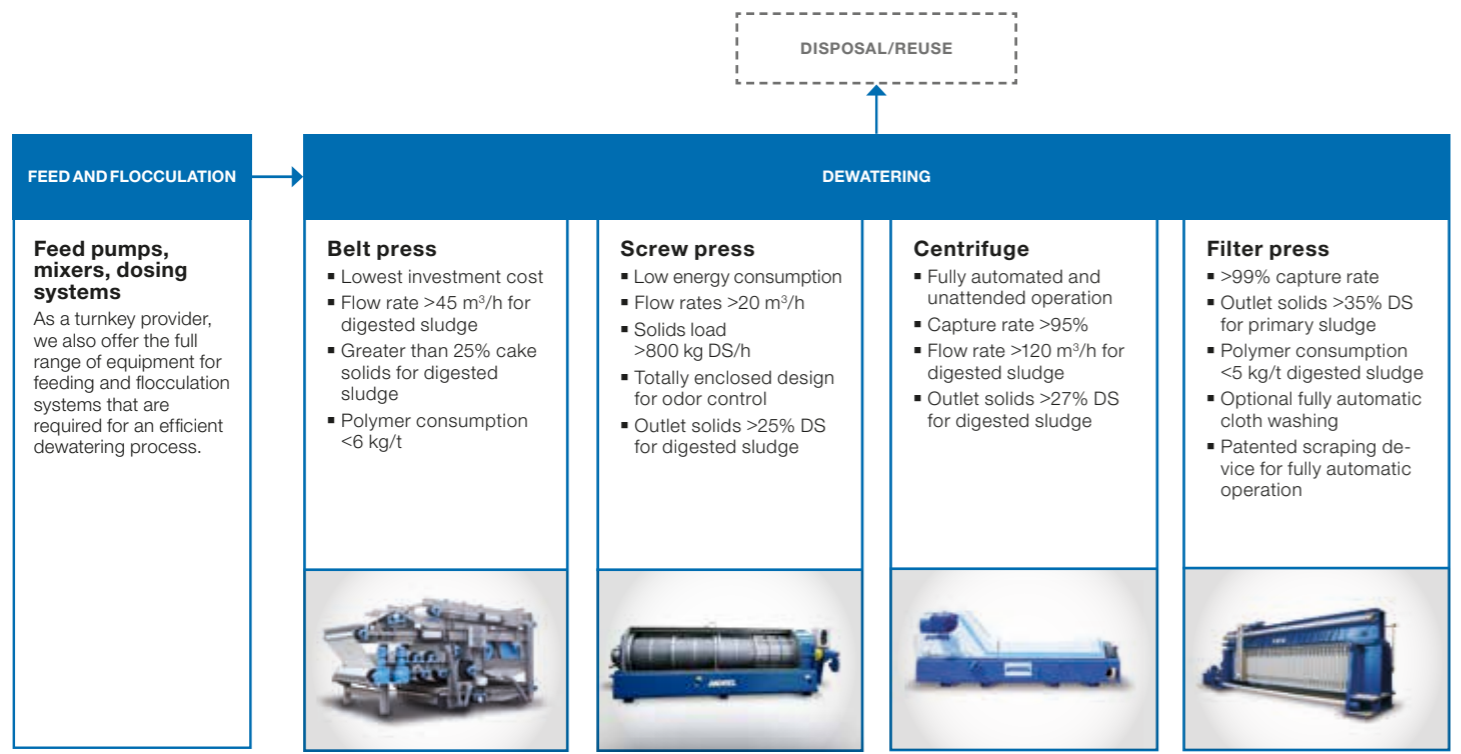 DISPOSAL/REUSE
FEED AND FLOCCULATION
DEWATERING
Feed pumps,
mixers, dosing
systems
As a turnkey provider,
we also offer the full
range of equipment for
feeding and flocculation
systems that are
required for an efficient
dewatering process.
Belt press
▪ Lowest investment cost
▪ Flow rate >45 m³/h for
digested sludge
▪ Greater than 25% cake
solids for digested
sludge
▪ Polymer consumption
<6 kg/t
Screw press
▪ Low energy consumption
▪ Flow rates >20 m³/h
▪ Solids load
>800 kg DS/h
▪ Totally enclosed design
for odor control
▪ Outlet solids >25% DS
for digested sludge
Centrifuge
▪ Fully automated and
unattended operation
▪ Capture rate >95%
▪ Flow rate >120 m³/h for
digested sludge
▪ Outlet solids >27% DS
for digested sludge
Filter press
▪ >99% capture rate
▪ Outlet solids >35% DS
for primary sludge
▪ Polymer consumption
<5 kg/t digested sludge
▪ Optional fully automatic
cloth washing
▪ Patented scraping de-
vice for fully automatic
operation